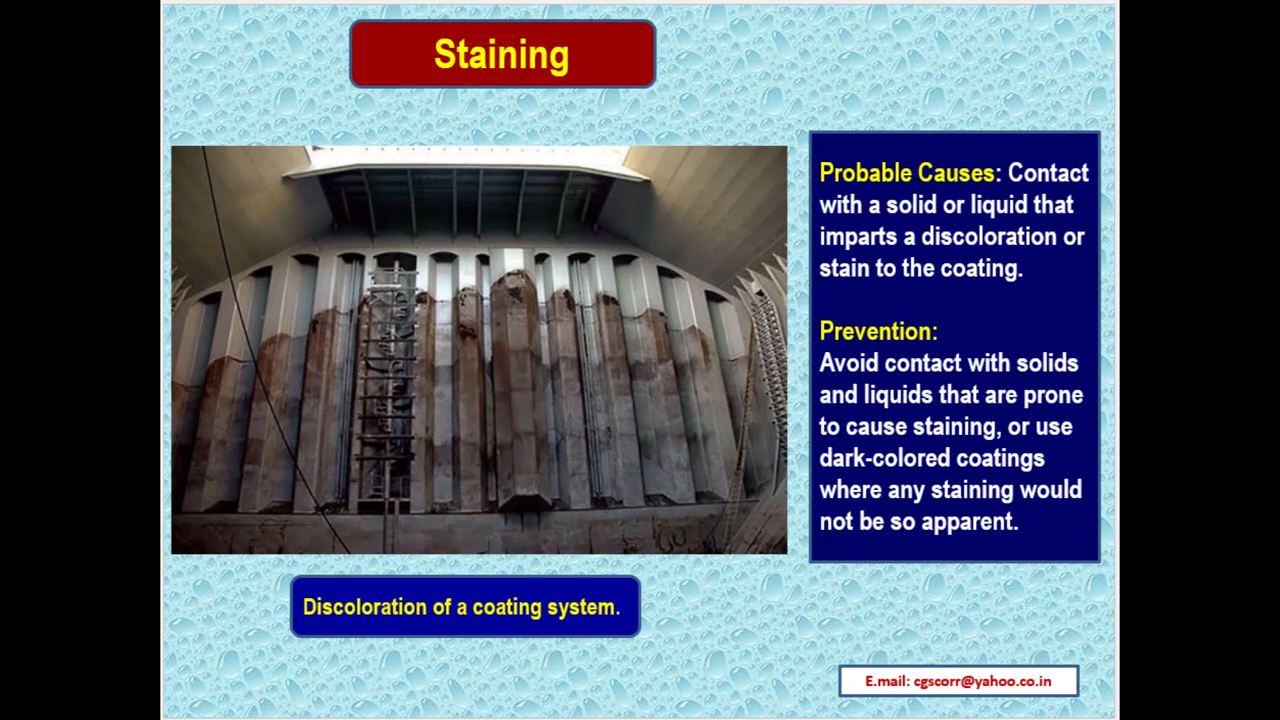 Staining
Probable Causes: Contact
with a solid or liquid that
imparts a discoloration or
stain to the coating.
Prevention:
Avoid contact with solids
and liquids that are prone
to cause staining, or use
dark-colored coatings
where any staining would
not be so apparent.
Discoloration of a coating system.
E.mail: cgscorr@yahoo.co.in